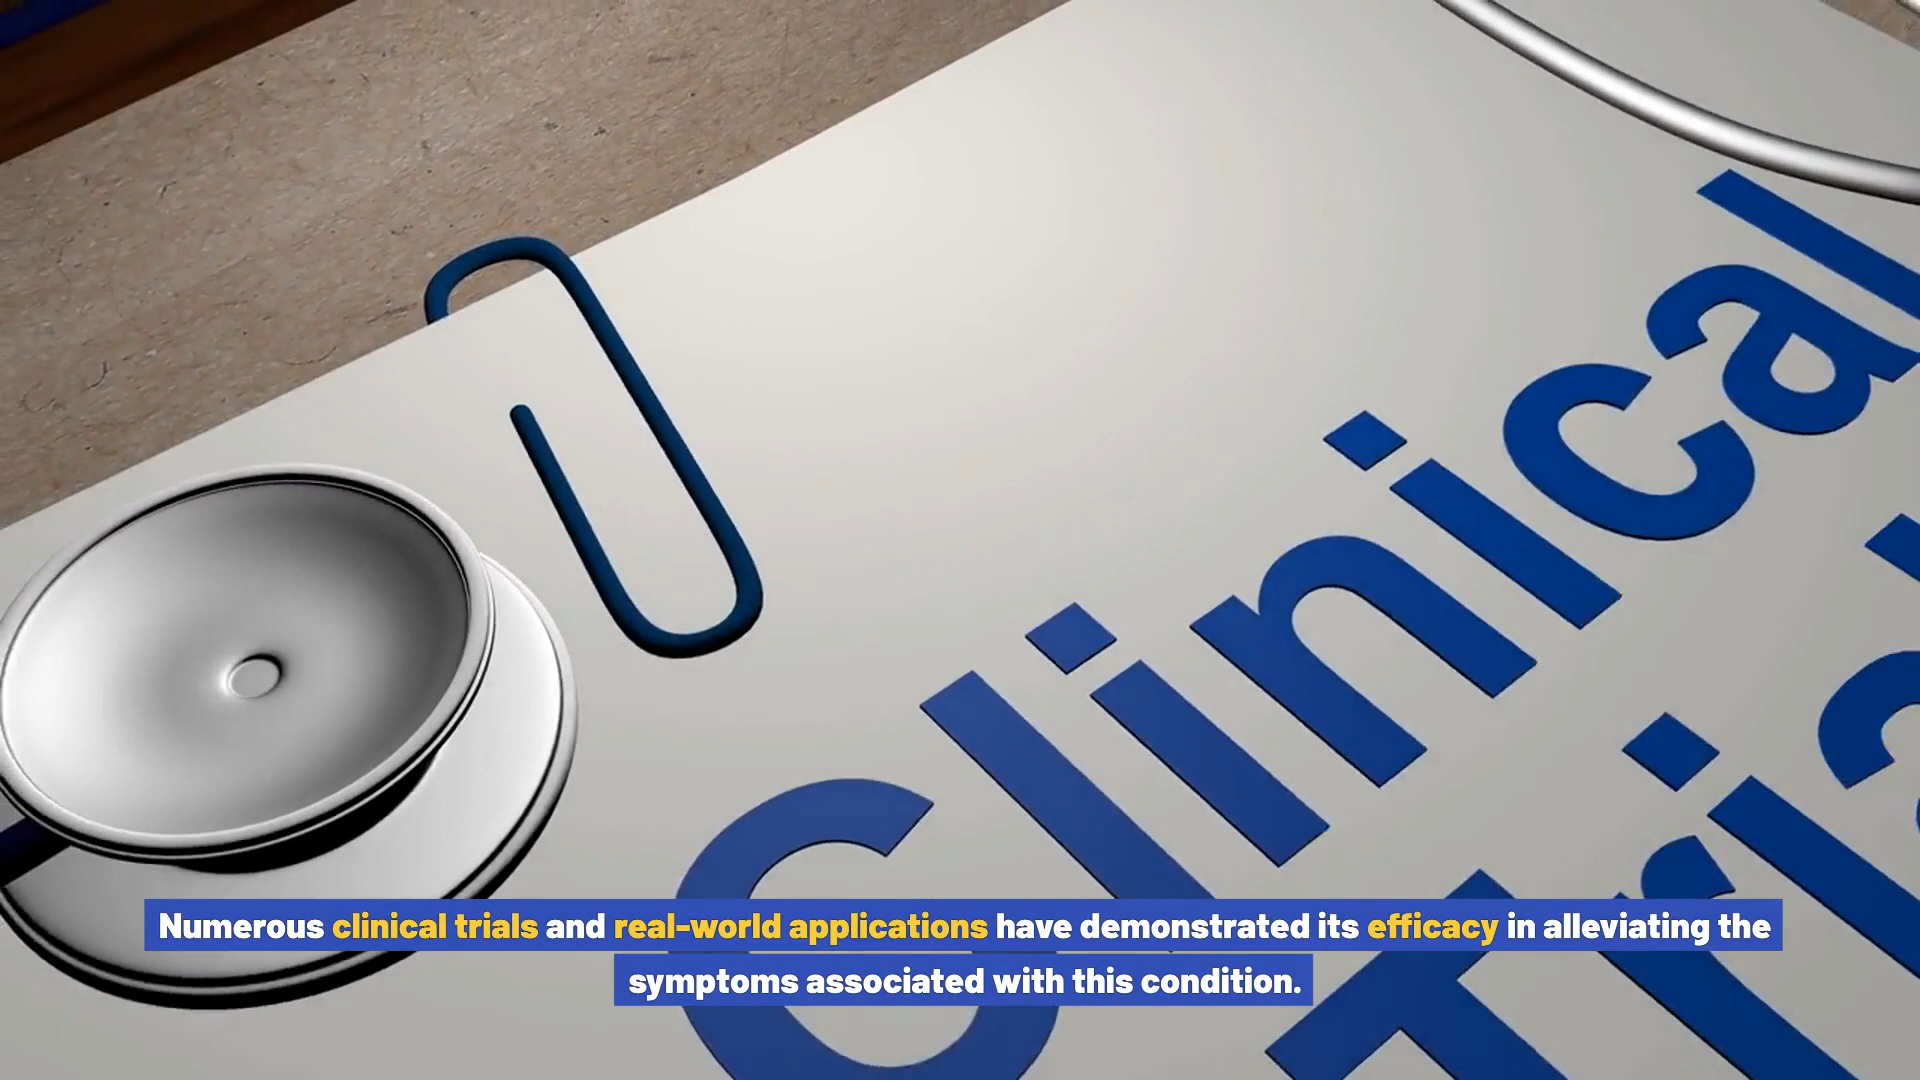 Clinical
Trial
Numerous clinical trials and real-world applications have demonstrated its efficacy in alleviating the
symptoms associated with this condition.